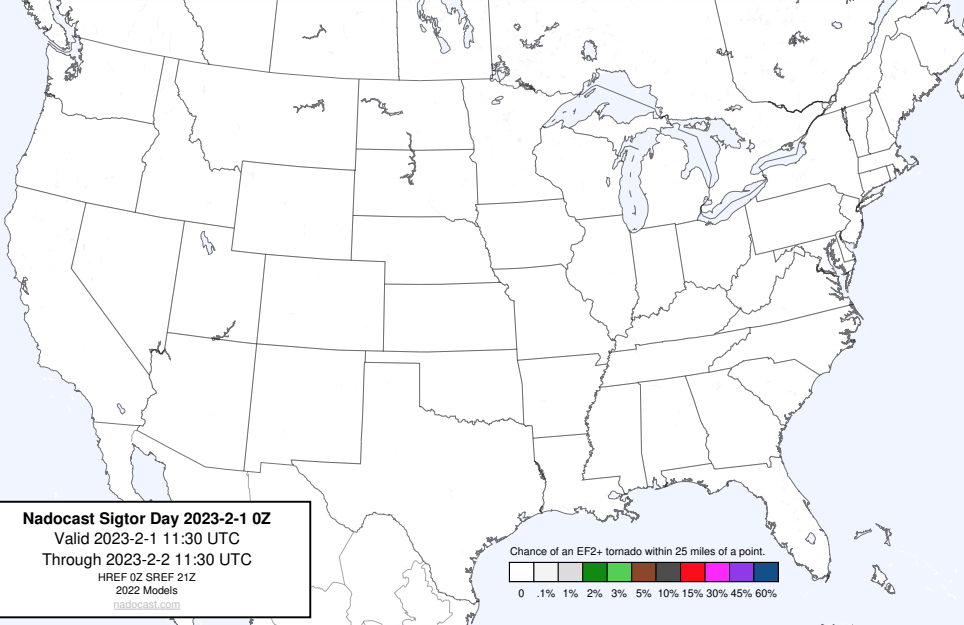 Nadocast Sigtor Day 2023-2-1 0Z
Valid 2023-2-1 11:30 UTC
Through 2023-2-2 11:30 UTC
HREF 0Z SREF 21Z
2022 Models
nadocast.com
Chance of an EF2+ tornado within 25 miles of a point.
0 .1% 1% 2% 3% 5% 10% 15% 30% 45% 60%